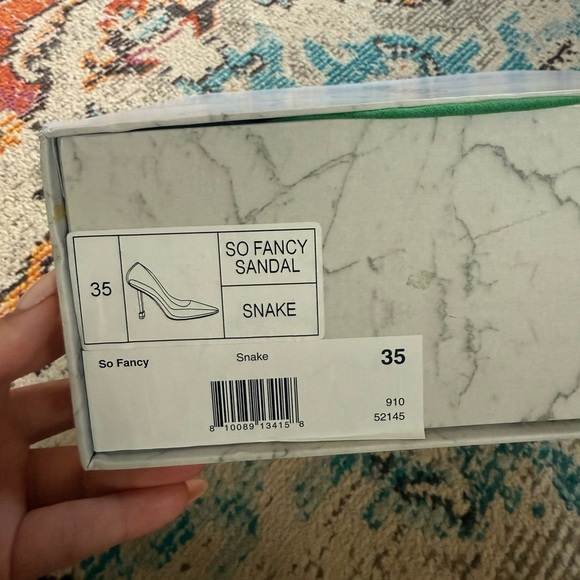 35
SO FANCY
SANDAL
SNAKE
So Fancy Snake 35
910
52145
8 10089 13415 8